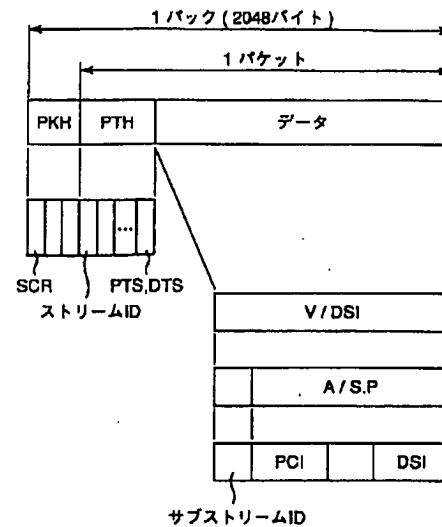 1 パック (2048バイト)
1 パケット
PKH PTH データ
...
SCR PTS,DTS
ストリームID
V / DSI
A / S.P
PCI DSI
サブストリームID